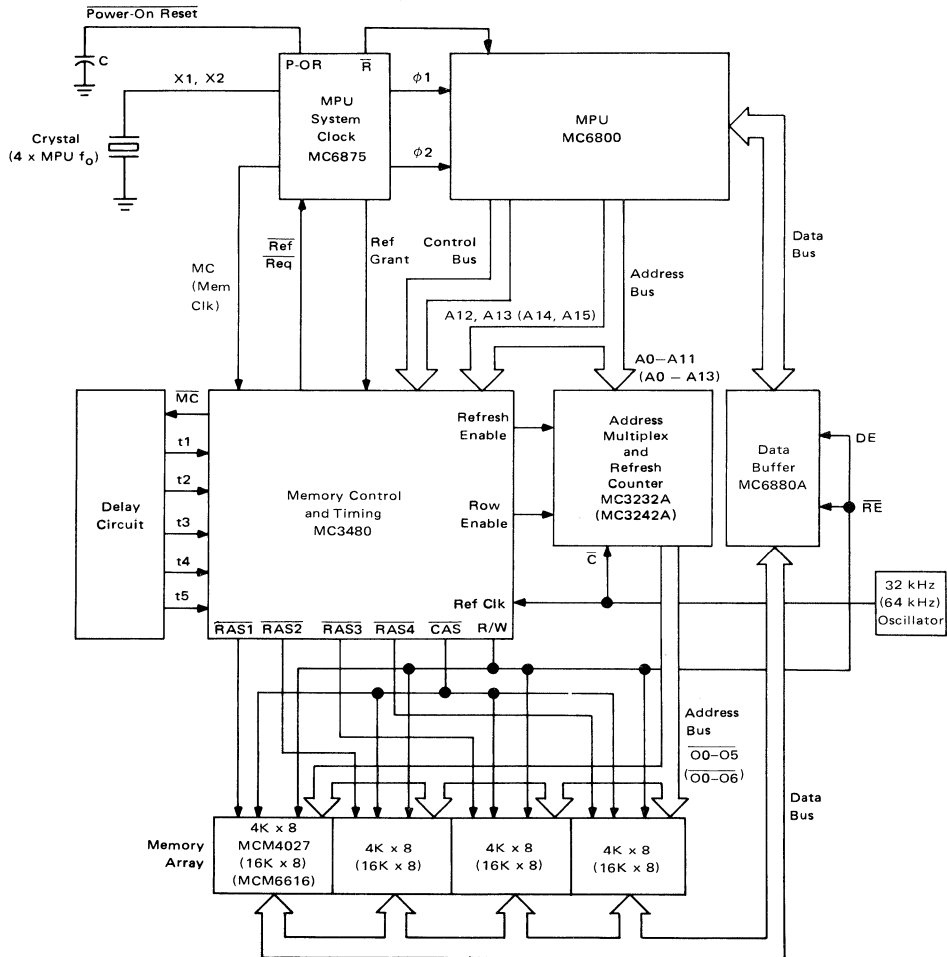 Power-On Reset
C
P-OR R
X1, X2
MPU
System
Clock
MC6875
ϕ1
ϕ2
MPU
MC6800
Crystal
(4 x MPU fo)
MC
(Mem
Clk)
Ref
Req
Ref
Grant
Control
Bus
Address
Bus
Data
Bus
A12, A13 (A14, A15)
A0–A11
(A0 – A13)
MC
t1
t2
t3
t4
t5
Delay
Circuit
Memory Control
and Timing
MC3480
Refresh
Enable
Row
Enable
Ref Clk
Address
Multiplex
and
Refresh
Counter
MC3232A
(MC3242A)
C
Data
Buffer
MC6880A
DE
RE
32 kHz
(64 kHz)
Oscillator
RAS1 RAS2 RAS3 RAS4 CAS R/W
Address
Bus
O0–O5
(O0–O6)
Data
Bus
Memory
Array
4K x 8
MCM4027
(16K x 8)
(MCM6616)
4K x 8
(16K x 8)
4K x 8
(16K x 8)
4K x 8
(16K x 8)